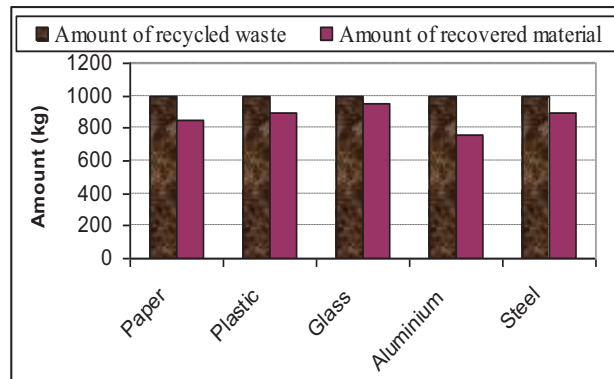 Amount of recycled waste Amount of recovered material
1200
1000
800
600
400
200
0
Amount (kg)
Paper
Plastic
Glass
Aluminium
Steel